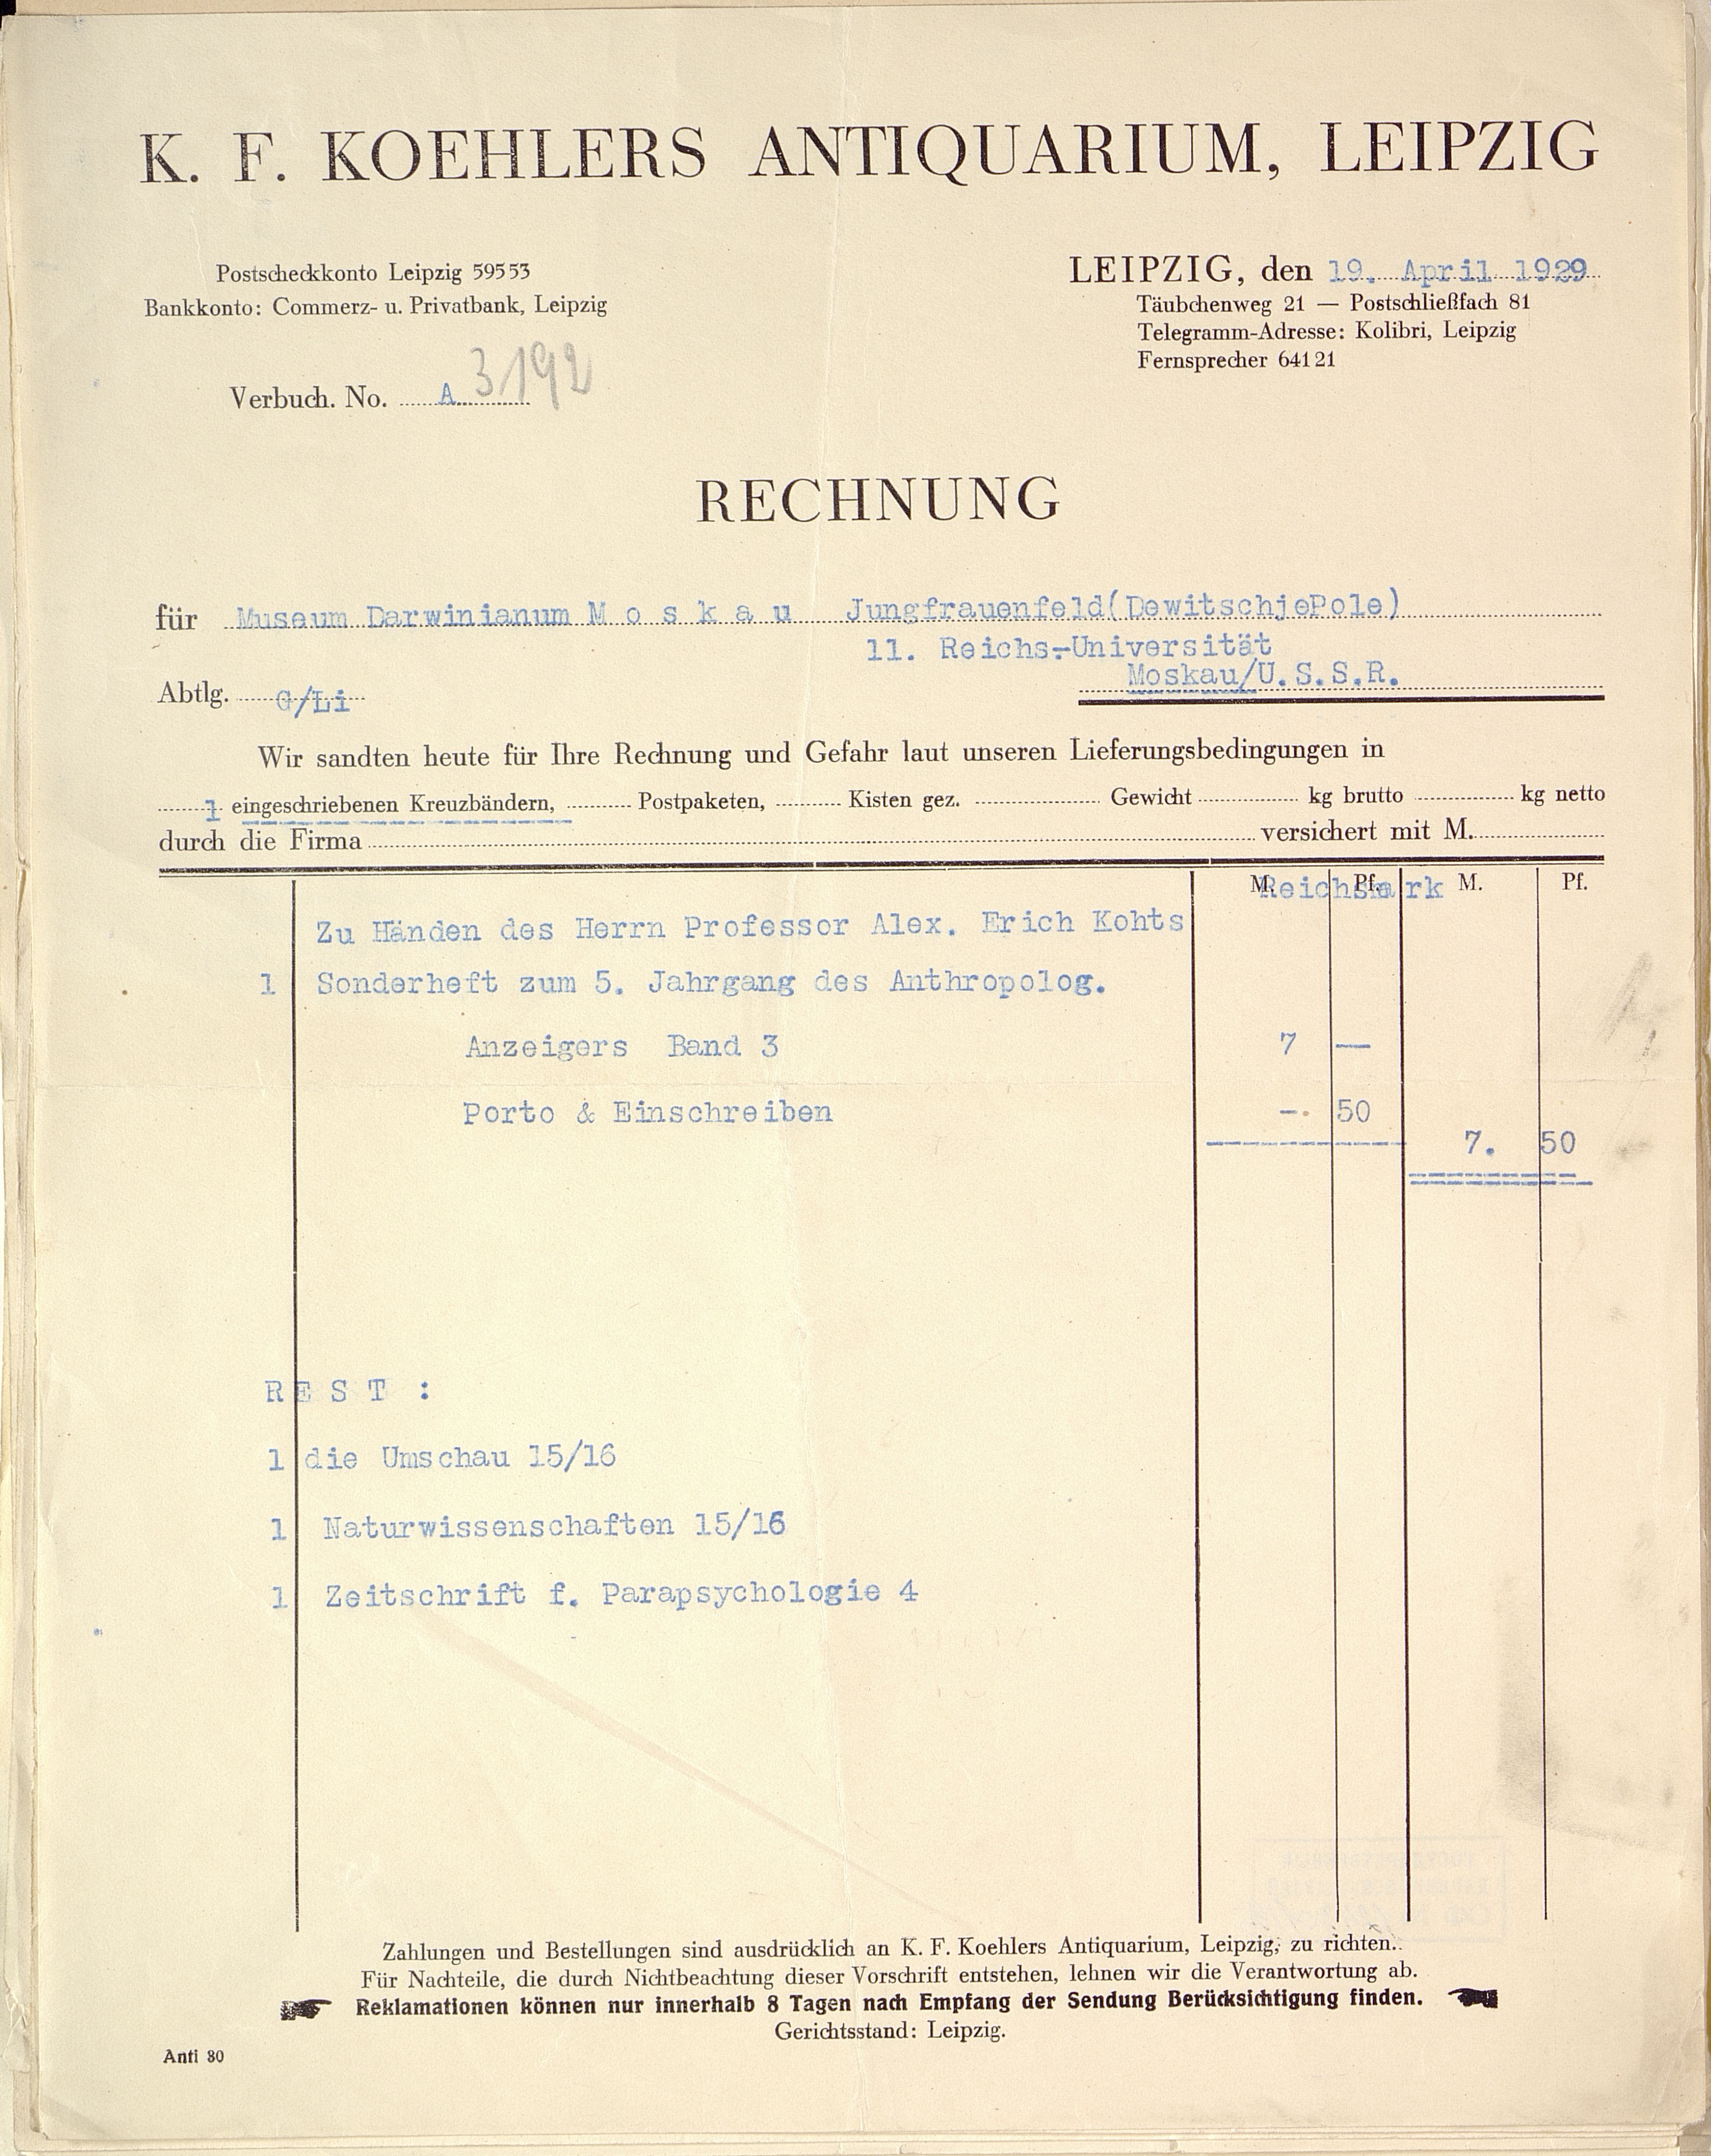 K. F. KOEHLERS ANTIQUARIUM, LEIPZIG
Postscheckkonto Leipzig 59553
Bankkonto: Commerz- u. Privatbank, Leipzig
LEIPZIG, den 19. April 1929
Täubchenweg 21 — Postschließfach 81
Telegramm-Adresse: Kolibri, Leipzig
Fernsprecher 64121
Verbuch. No. A 3192
RECHNUNG
für Museum Darwinianum M o s k a u Jungfrauenfeld(DewitschjePole)
11. Reichs-Universität
Moskau/U.S.S.R.
Abtlg. G/Li
Wir sandten heute für Ihre Rechnung und Gefahr laut unseren Lieferungsbedingungen in
1 eingeschriebenen Kreuzbändern, Postpaketen, Kisten gez. Gewicht kg brutto kg netto
durch die Firma versichert mit M.
M. Pf. M. Pf.
Reichsmark
Zu Händen des Herrn Professor Alex. Erich Kohts
1 Sonderheft zum 5. Jahrgang des Anthropolog.
Anzeigers Band 3 7 —
Porto & Einschreiben -. 50
7. 50
R E S T :
1 die Umschau 15/16
1 Naturwissenschaften 15/16
1 Zeitschrift f. Parapsychologie 4
Zahlungen und Bestellungen sind ausdrücklich an K. F. Koehlers Antiquarium, Leipzig, zu richten.
Für Nachteile, die durch Nichtbeachtung dieser Vorschrift entstehen, lehnen wir die Verantwortung ab.
Reklamationen können nur innerhalb 8 Tagen nach Empfang der Sendung Berücksichtigung finden.
Gerichtsstand: Leipzig.
Anti 30